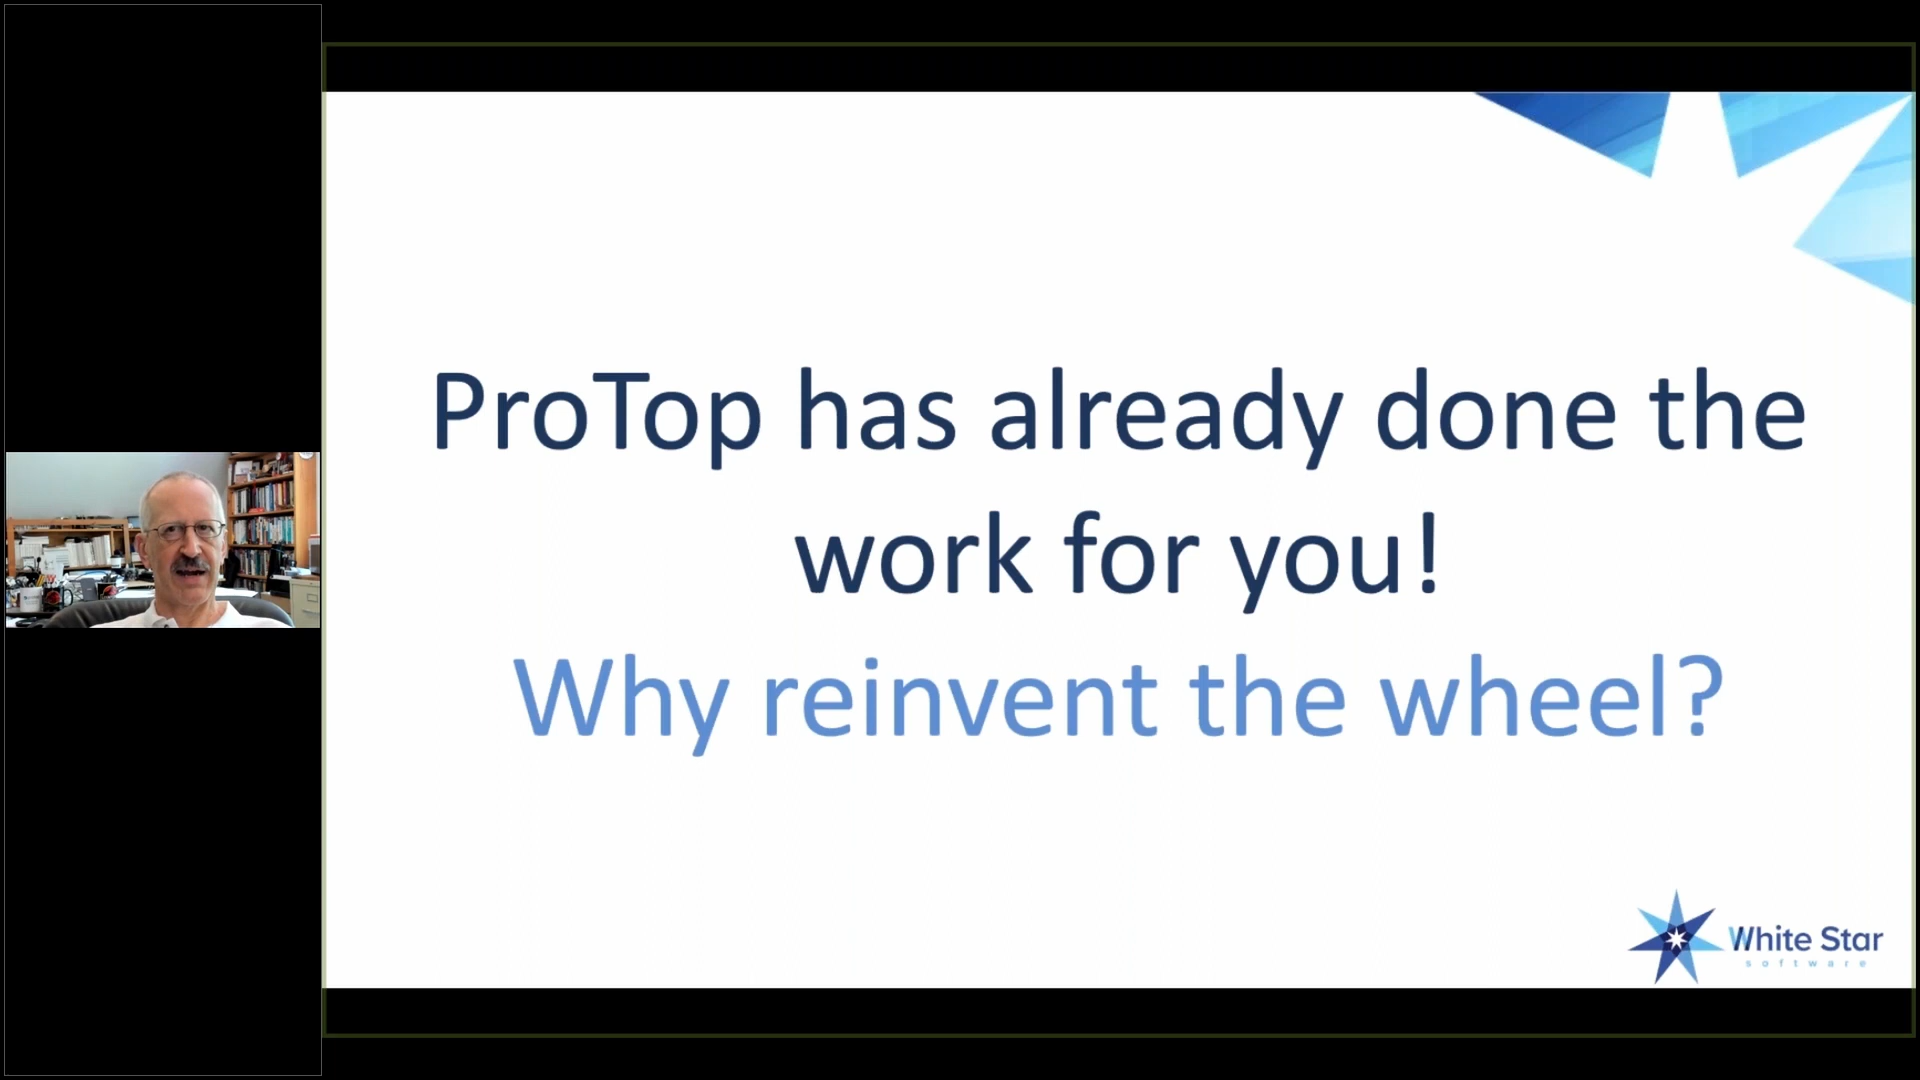 ProTop has already done the
work for you!
Why reinvent the wheel?
White Star
software